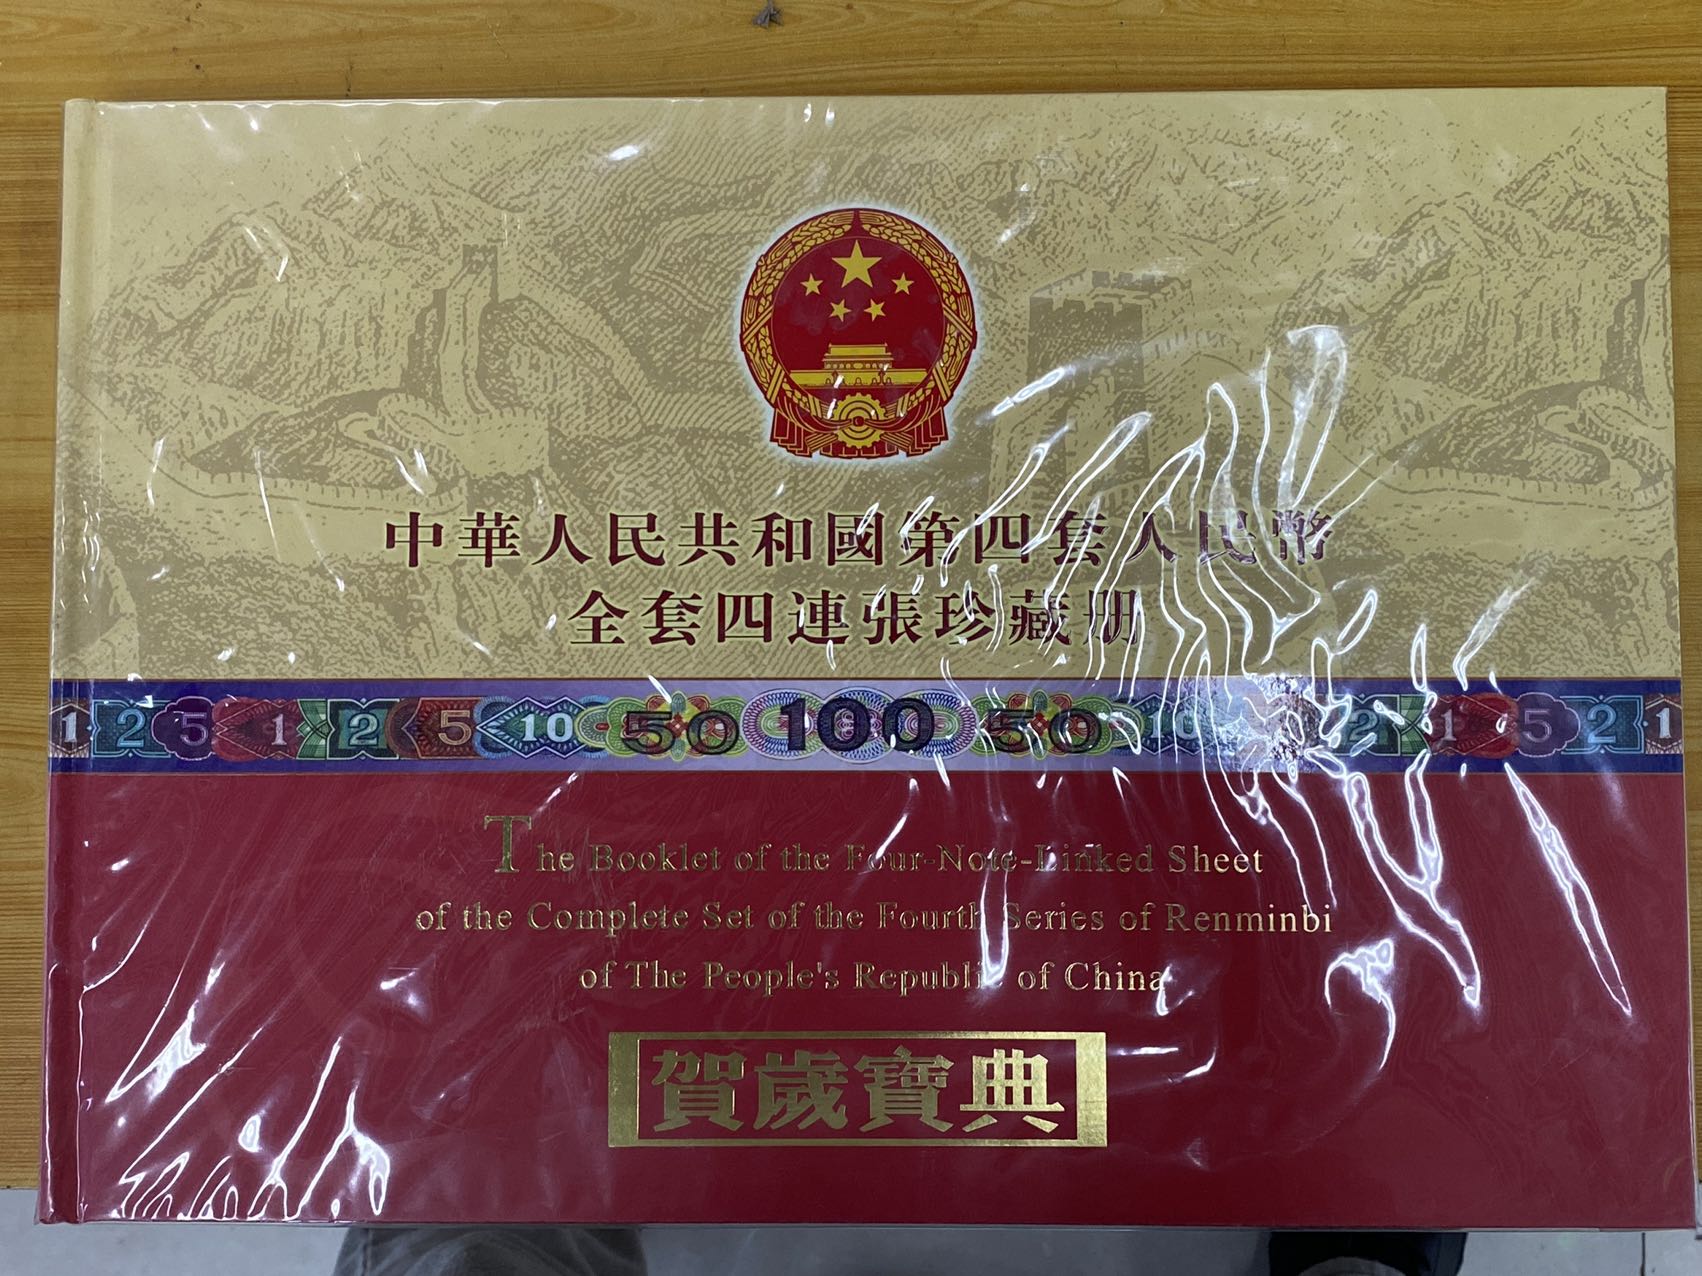 中華人民共和國第四套人民幣
全套四連張珍藏册
1 2 5 1 2 5 10 50 100 50 10 2 1 5 2 1
The Booklet of the Four-Note-Linked Sheet
of the Complete Set of the Fourth Series of Renminbi
of The People's Republic of China
賀歲寶典